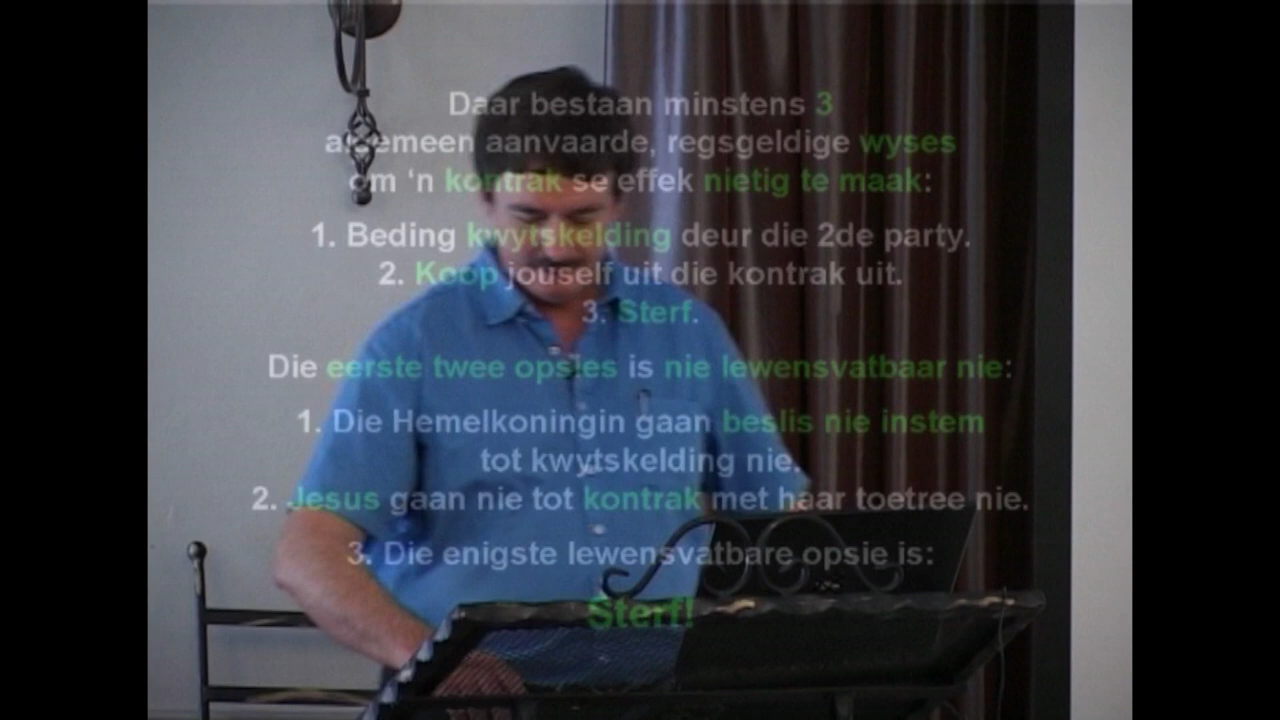 Daar bestaan minstens 3
algemeen aanvaarde, regsgeldige wyses
om ‘n kontrak se effek nietig te maak:
1. Beding kwytskelding deur die 2de party.
2. Koop jouself uit die kontrak uit.
3. Sterf.
Die eerste twee opsies is nie lewensvatbaar nie:
1. Die Hemelkoningin gaan beslis nie instem
tot kwytskelding nie.
2. Jesus gaan nie tot kontrak met haar toetree nie.
3. Die enigste lewensvatbare opsie is:
Sterf!